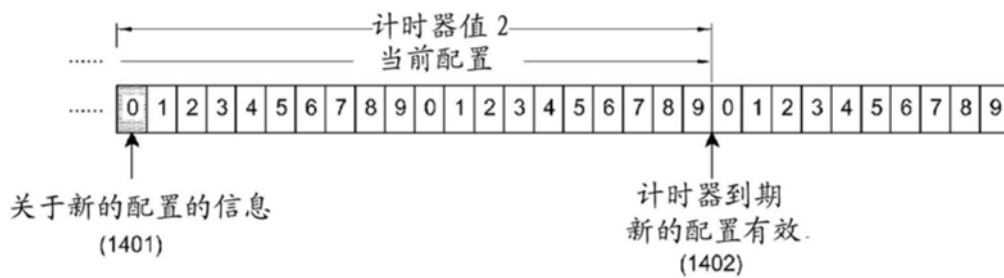 计时器值 2
…… 当前配置
…… 0 1 2 3 4 5 6 7 8 9 0 1 2 3 4 5 6 7 8 9 0 1 2 3 4 5 6 7 8 9
关于新的配置的信息
(1401)
计时器到期
新的配置有效.
(1402)